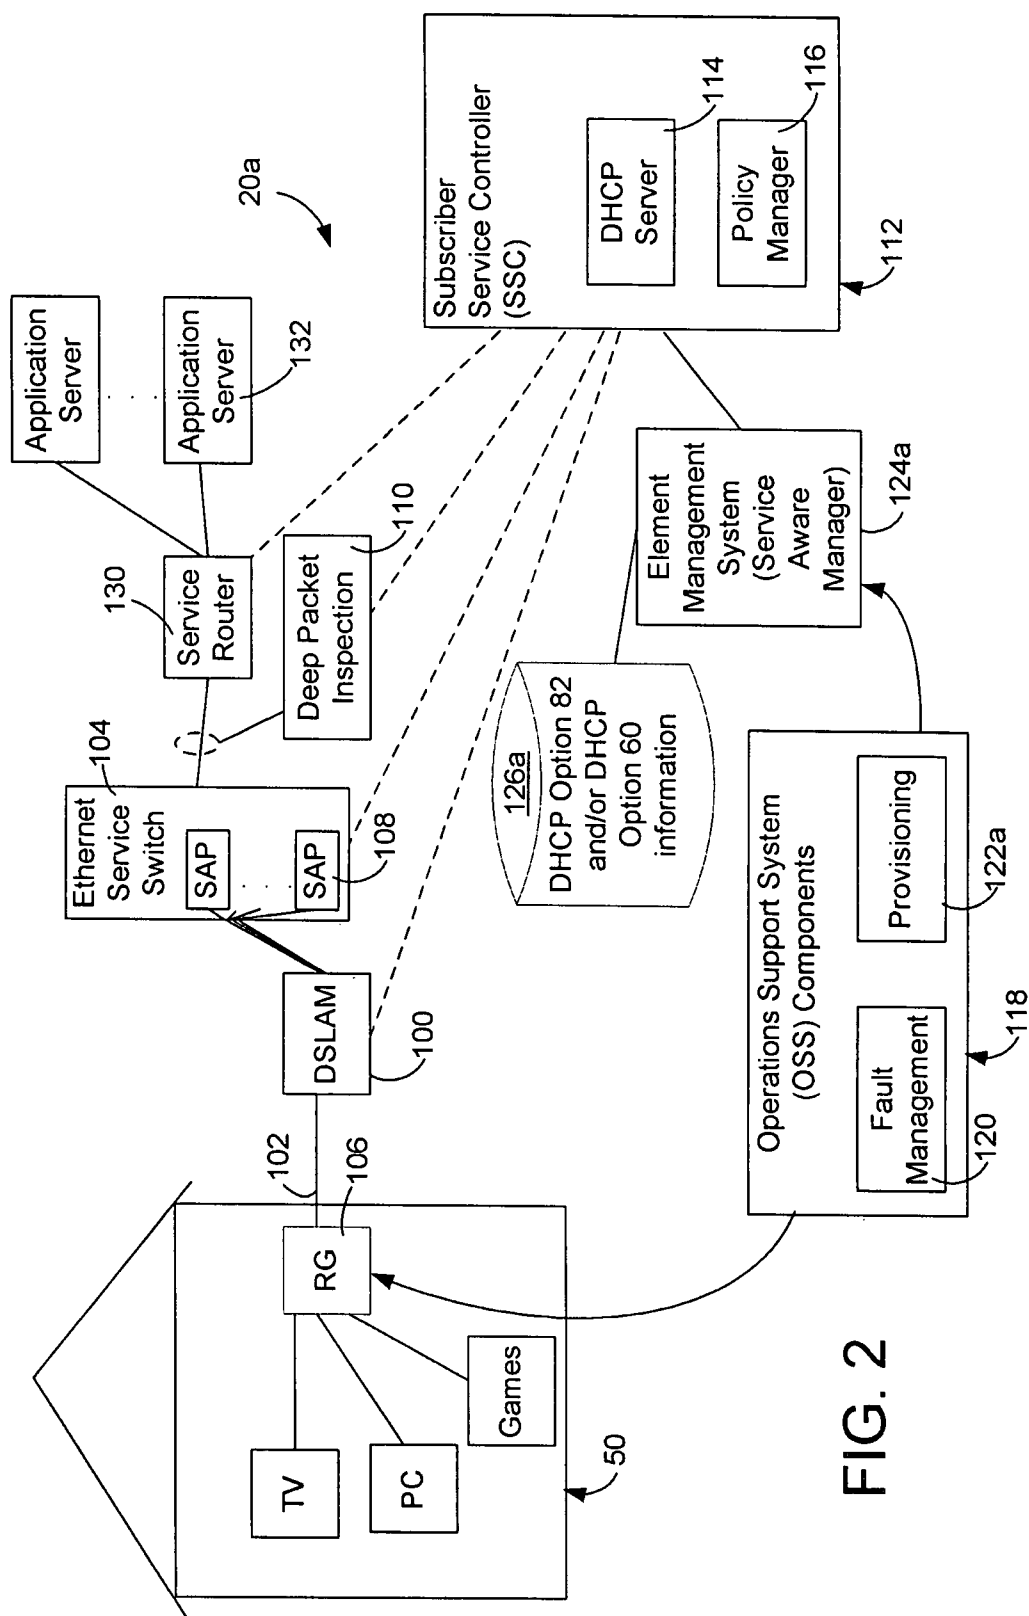 20a
Application
Server
Application
Server
132
130
Service
Router
Deep Packet
Inspection
110
104
Ethernet
Service
Switch
SAP
SAP
108
DSLAM
100
102
106
RG
TV
PC
Games
50
Subscriber
Service Controller
(SSC)
DHCP
Server
114
Policy
Manager
116
112
Element
Management
System
(Service
Aware
Manager)
124a
126a
DHCP Option 82
and/or DHCP
Option 60
information
Operations Support System
(OSS) Components
Fault
Management
120
Provisioning
122a
118
FIG. 2